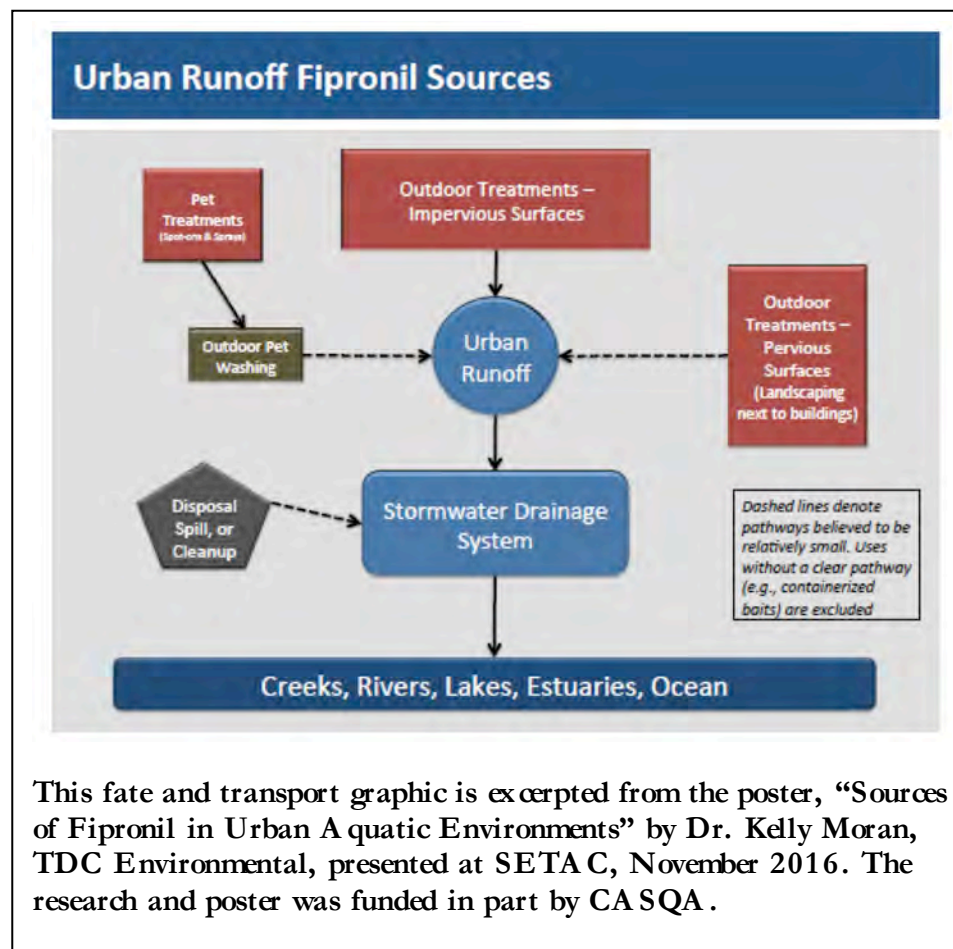 Urban Runoff Fipronil Sources
Pet
Treatments
(Spot-ons & Sprays)
Outdoor Treatments –
Impervious Surfaces
Outdoor Pet
Washing
Urban
Runoff
Outdoor
Treatments –
Pervious
Surfaces
(Landscaping
next to buildings)
Disposal
Spill, or
Cleanup
Stormwater Drainage
System
Dashed lines denote
pathways believed to be
relatively small. Uses
without a clear pathway
(e.g., containerized
baits) are excluded
Creeks, Rivers, Lakes, Estuaries, Ocean
This fate and transport graphic is excerpted from the poster, “Sources
of Fipronil in Urban Aquatic Environments” by Dr. Kelly Moran,
TDC Environmental, presented at SETAC, November 2016. The
research and poster was funded in part by CASQA.